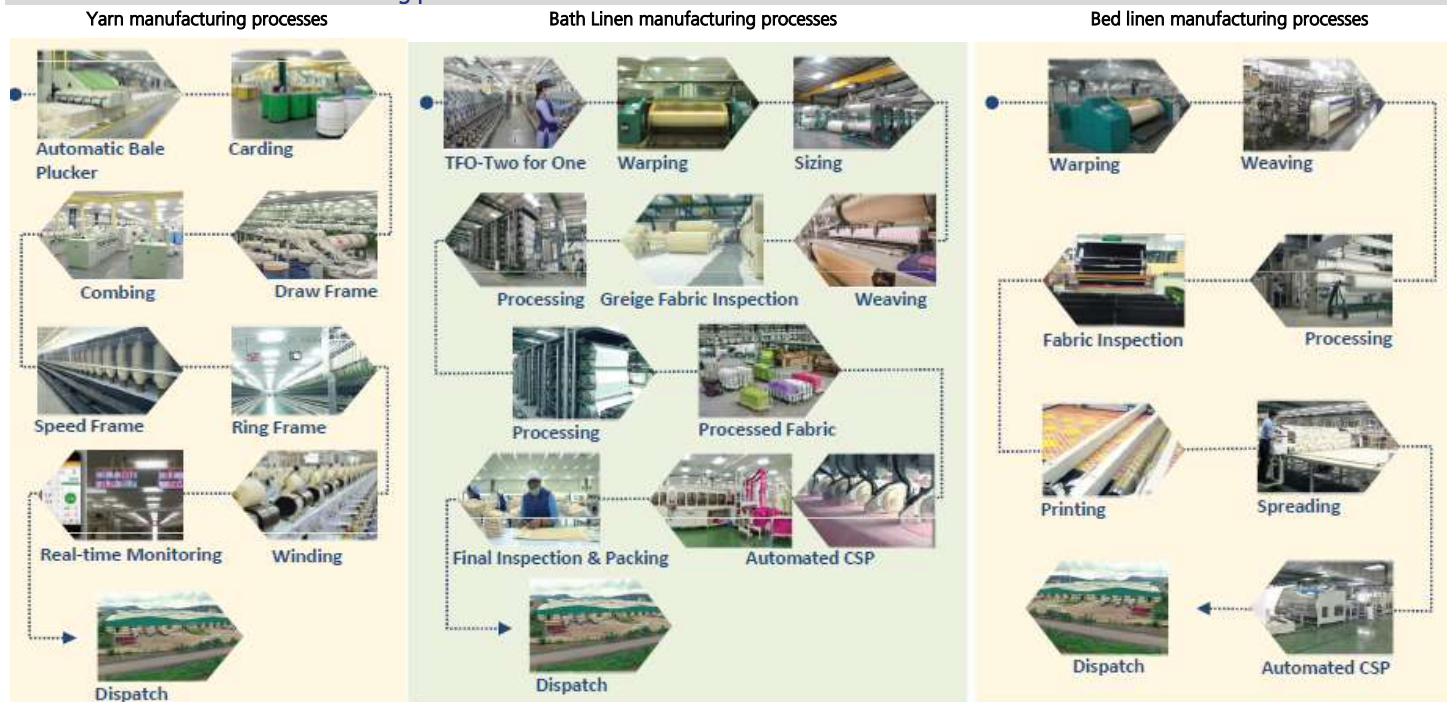 Yarn manufacturing processes
Bath Linen manufacturing processes
Bed linen manufacturing processes
Automatic Bale
Plucker
Carding
Combing
Draw Frame
Speed Frame
Ring Frame
Real-time Monitoring
Winding
Dispatch
TFO-Two for One
Warping
Sizing
Processing
Greige Fabric Inspection
Weaving
Processing
Processed Fabric
Final Inspection & Packing
Automated CSP
Dispatch
Warping
Weaving
Fabric Inspection
Processing
Printing
Spreading
Dispatch
Automated CSP